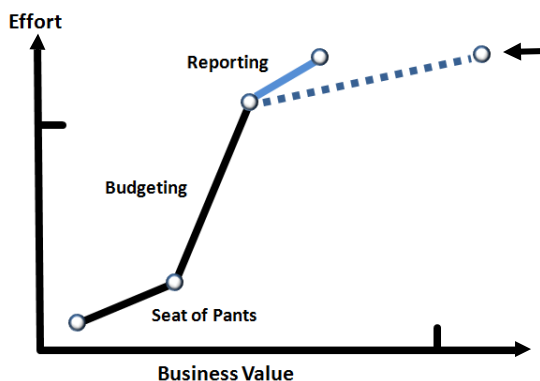 Effort
Reporting
Budgeting
Seat of Pants
Business Value